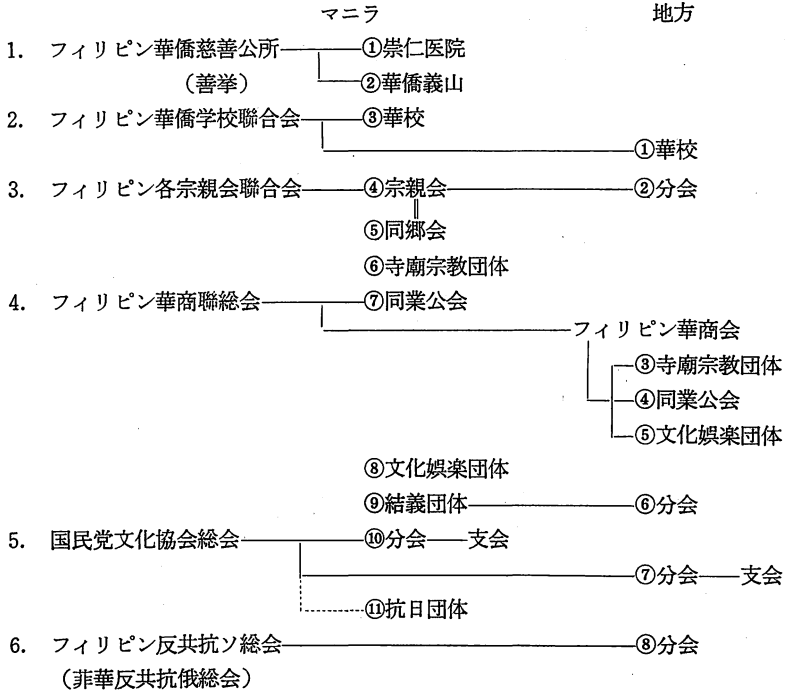 マニラ 地方
1. フィリピン華僑慈善公所 ①崇仁医院
(善挙) ②華僑義山
2. フィリピン華僑学校聯合会 ③華校
①華校
3. フィリピン各宗親会聯合会 ④宗親会 ②分会
⑤同郷会
⑥寺廟宗教団体
4. フィリピン華商聯総会 ⑦同業公会
フィリピン華商会
③寺廟宗教団体
④同業公会
⑤文化娯楽団体
⑧文化娯楽団体
⑨結義団体 ⑥分会
5. 国民党文化協会総会 ⑩分会 支会
⑦分会 支会
⑪抗日団体
6. フィリピン反共抗ソ総会 ⑧分会
(菲華反共抗俄総会)